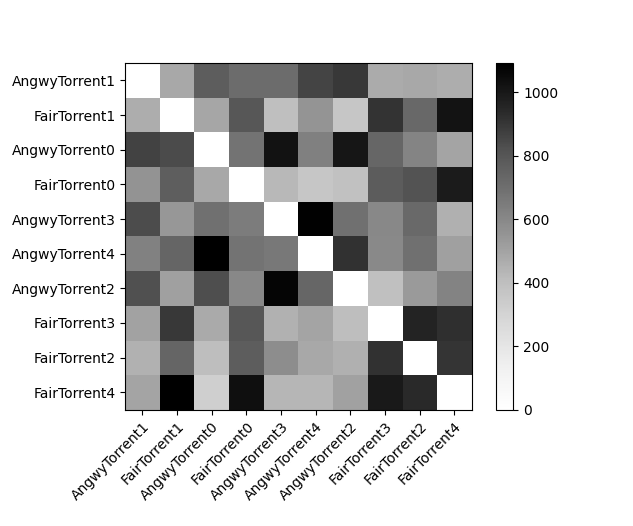 AngwyTorrent1
FairTorrent1
AngwyTorrent0
FairTorrent0
AngwyTorrent3
AngwyTorrent4
AngwyTorrent2
FairTorrent3
FairTorrent2
FairTorrent4
AngwyTorrent1
FairTorrent1
AngwyTorrent0
FairTorrent0
AngwyTorrent3
AngwyTorrent4
AngwyTorrent2
FairTorrent3
FairTorrent2
FairTorrent4
1000
800
600
400
200
0